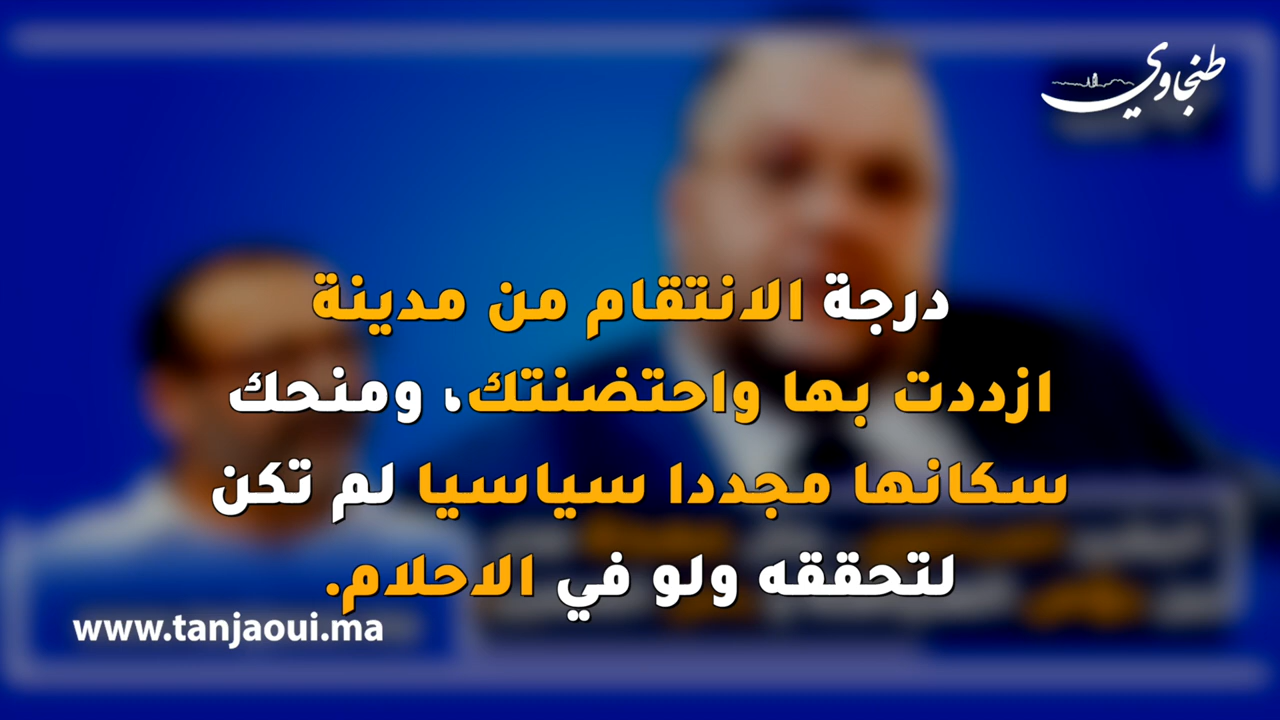 طنجاوي
درجة الانتقام من مدينة
ازددت بها واحتضنتك، ومنحك
سكانها مجددا سياسيا لم تكن
لتحققه ولو في الاحلام.
www.tanjaoui.ma